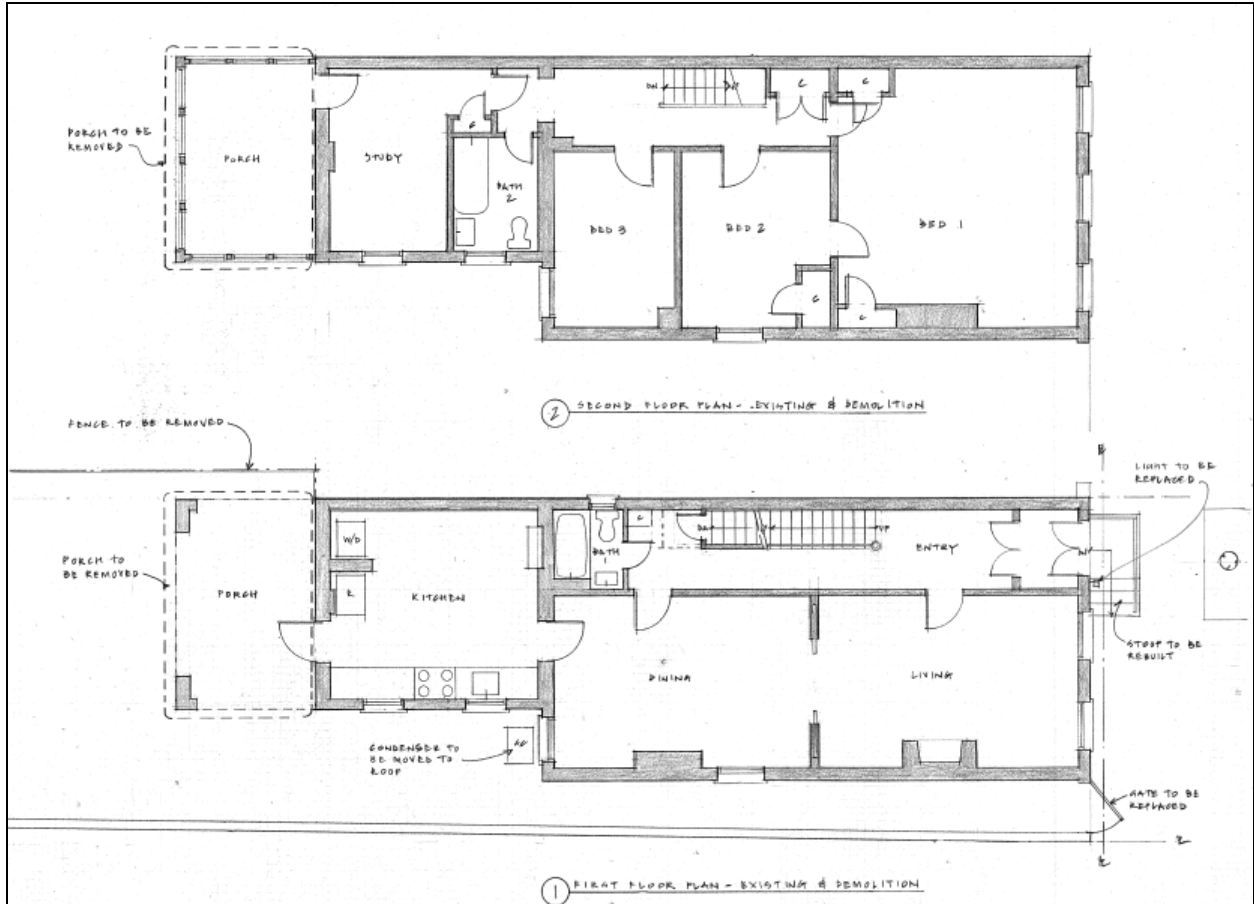 PORCH TO BE
REMOVED
PORCH
STUDY
C
BATH
2
BED 3
DN
BED 2
C
C
C
C
BED 1
2 SECOND FLOOR PLAN - EXISTING & DEMOLITION
FENCE TO BE REMOVED
LIGHT TO BE
REPLACED
PORCH TO
BE REMOVED
PORCH
W/D
R
KITCHEN
BATH
1
C
UP
ENTRY
DINING
LIVING
STOOP TO BE
REBUILT
CONDENSER TO
BE MOVED TO
ROOF
AC
GATE TO BE
REPLACED
1 FIRST FLOOR PLAN - EXISTING & DEMOLITION